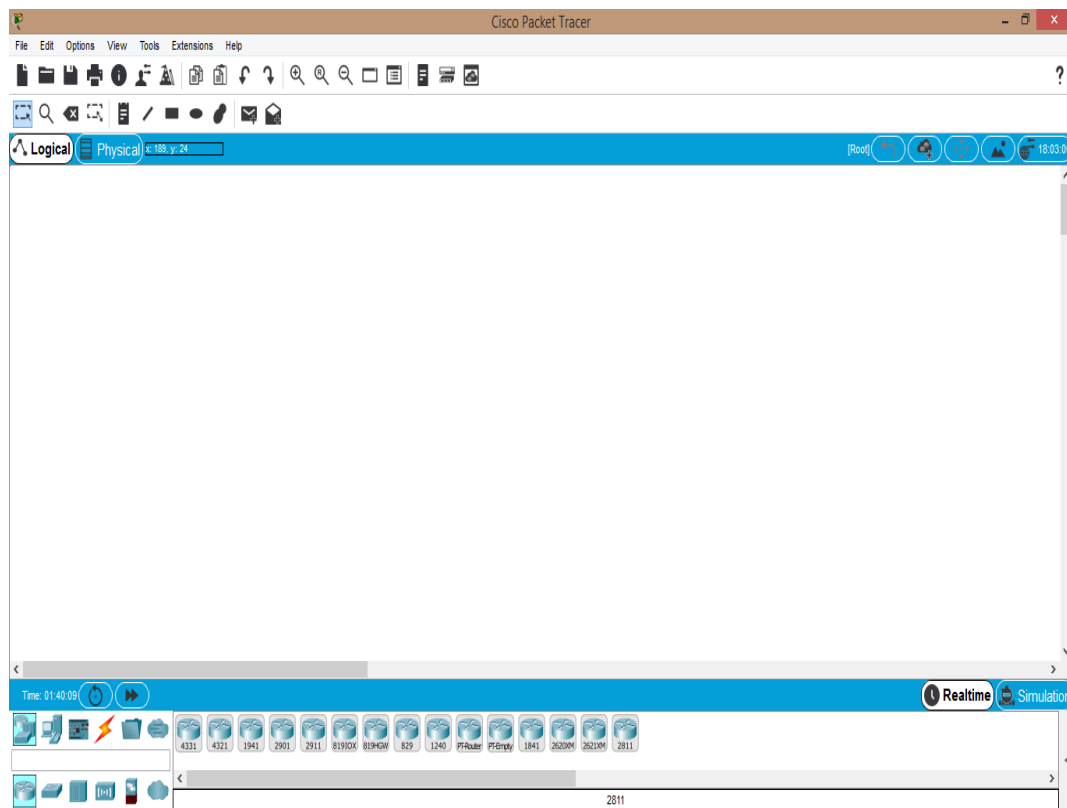 Cisco Packet Tracer
File Edit Options View Tools Extensions Help
?
Logical Physical x: 189, y: 24 [Root] 18:03:0
Time: 01:40:09 Realtime Simulation
4331 4321 1941 2901 2911 819IOX 819HGW 829 1240 PT-Router PT-Empty 1841 2620XM 2621XM 2811
2811